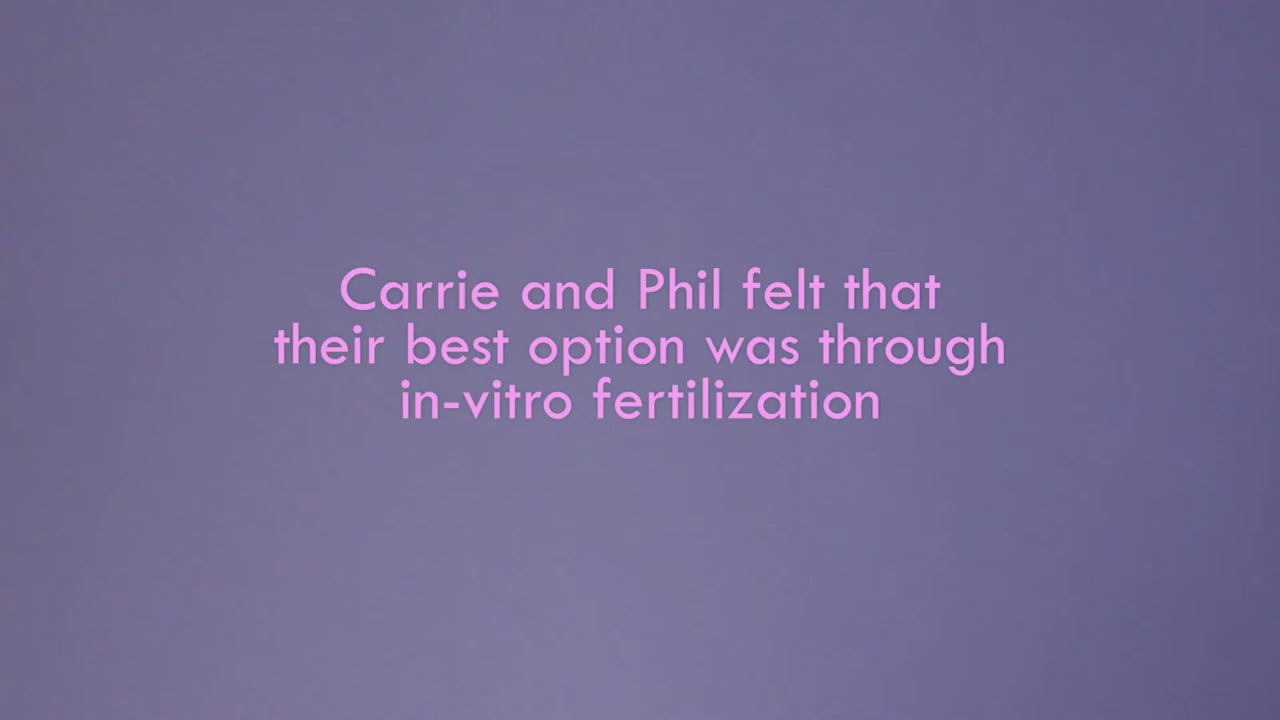 Carrie and Phil felt that
their best option was through
in-vitro fertilization